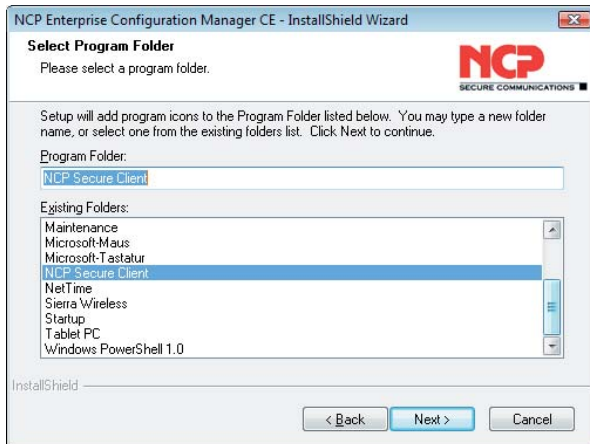 NCP Enterprise Configuration Manager CE - InstallShield Wizard
Select Program Folder
Please select a program folder.
NCP
SECURE COMMUNICATIONS
Setup will add program icons to the Program Folder listed below. You may type a new folder
name, or select one from the existing folders list. Click Next to continue.
Program Folder:
NCP Secure Client
Existing Folders:
Maintenance
Microsoft-Maus
Microsoft-Tastatur
NCP Secure Client
NetTime
Sierra Wireless
Startup
Tablet PC
Windows PowerShell 1.0
InstallShield
< Back
Next >
Cancel